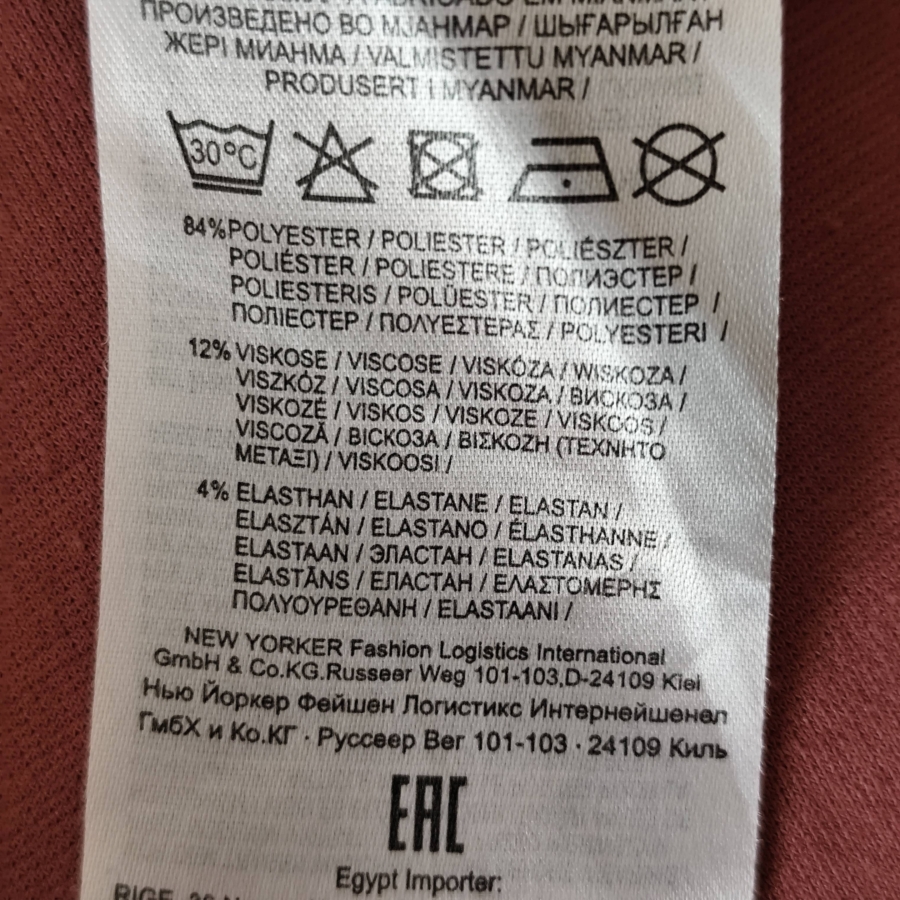 ПРОИЗВЕДЕНО ВО МЈАНМАР / ШЫҒАРЫЛҒАН
ЖЕРІ МИАНМА / VALMISTETTU MYANMAR /
PRODUSERT I MYANMAR /
30°C
84% POLYESTER / POLIESTER / POLIÉSZTER /
POLIÉSTER / POLIESTERE / ПОЛИЭСТЕР /
POLIESTERIS / POLÜESTER / ПОЛИЕСТЕР /
ПОЛІЕСТЕР / ΠΟΛΥΕΣΤΕΡΑΣ / POLYESTERI /
12% VISKOSE / VISCOSE / VISKÓZA / WISKOZA /
VISZKÓZ / VISCOSA / VISKOZA / ВИСКОЗА /
VISKOZĖ / VISKOS / VISKOZE / VISKOOS /
VISCOZĂ / ВІСКОЗА / ΒΙΣΚΟΖΗ (ΤΕΧΝΗΤΟ
ΜΕΤΑΞΙ) / VISKOOSI /
4% ELASTHAN / ELASTANE / ELASTAN /
ELASZTÁN / ELASTANO / ÉLASTHANNE /
ELASTAAN / ЭЛАСТАН / ELASTANAS /
ELASTĀNS / ЕЛАСТАН / ΕΛΑΣΤΟΜΕΡΗΣ
ΠΟΛΥΟΥΡΕΘΑΝΗ / ELASTAANI /
NEW YORKER Fashion Logistics International
GmbH & Co.KG.Russeer Weg 101-103,D-24109 Kiel
Нью Йоркер Фейшен Логистикс Интернейшенел
ГмбХ и Ко.КГ · Руссеер Вег 101-103 · 24109 Киль
EAC
Egypt Importer: